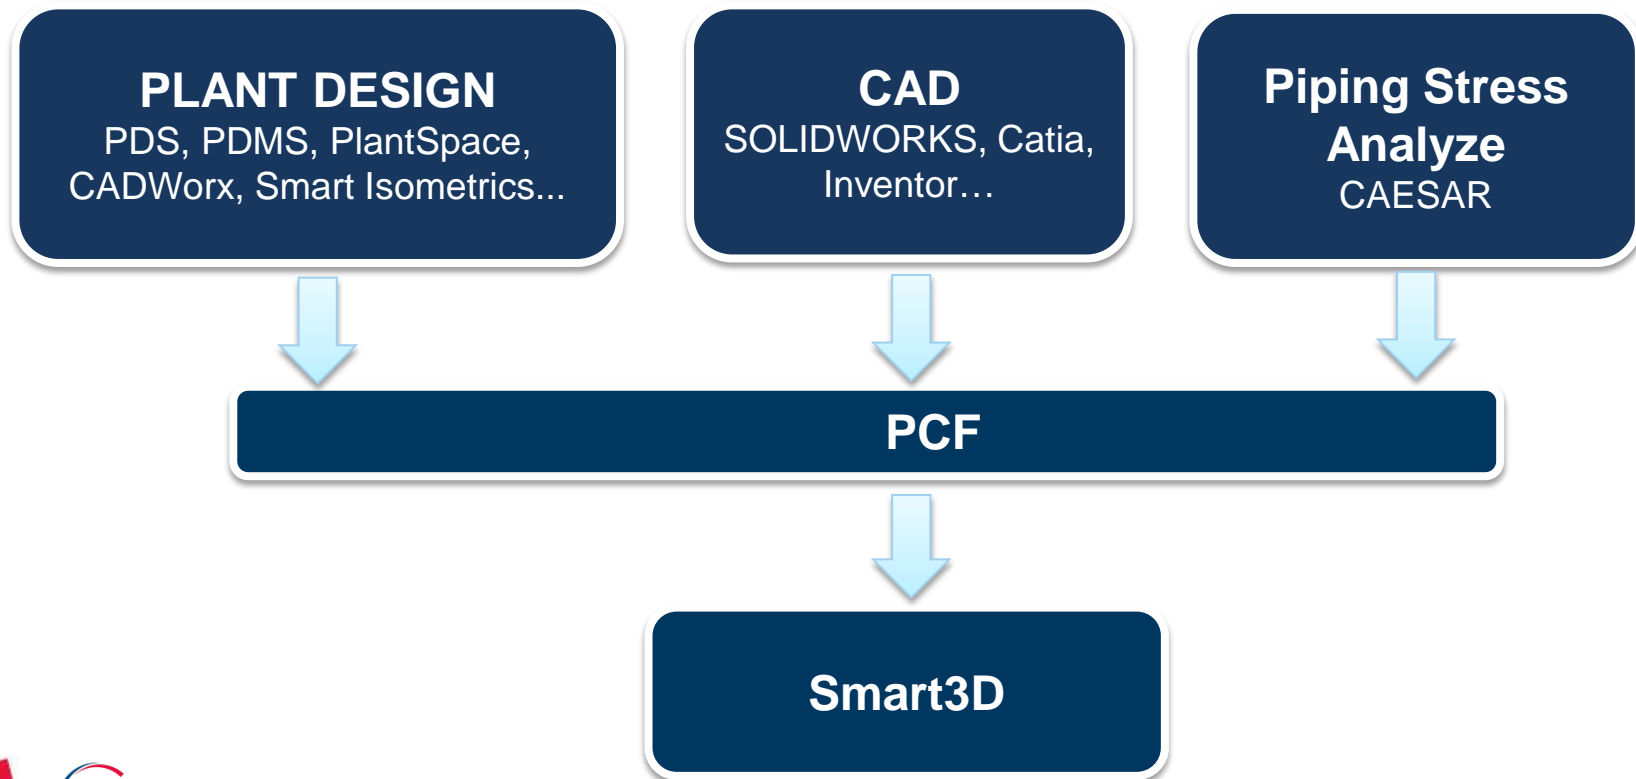 PLANT DESIGN
PDS, PDMS, PlantSpace,
CADWorx, Smart Isometrics...
CAD
SOLIDWORKS, Catia,
Inventor…
Piping Stress
Analyze
CAESAR
PCF
Smart3D